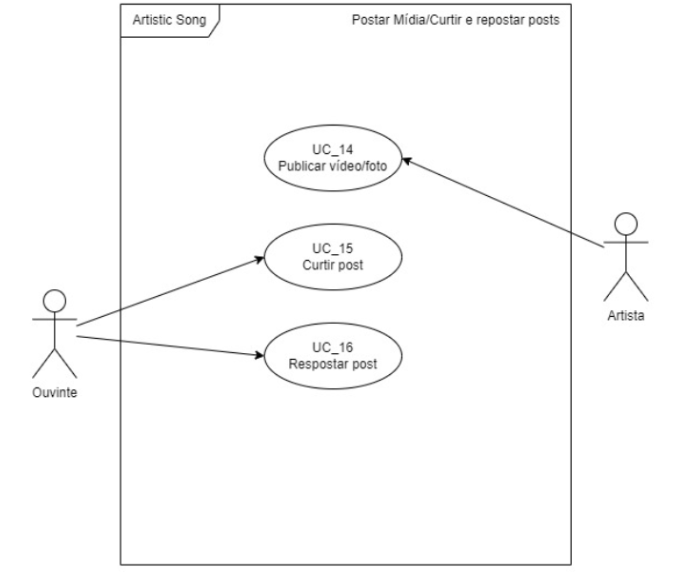 Artistic Song
Postar Mídia/Curtir e repostar posts
UC_14
Publicar vídeo/foto
UC_15
Curtir post
UC_16
Respostar post
Artista
Ouvinte